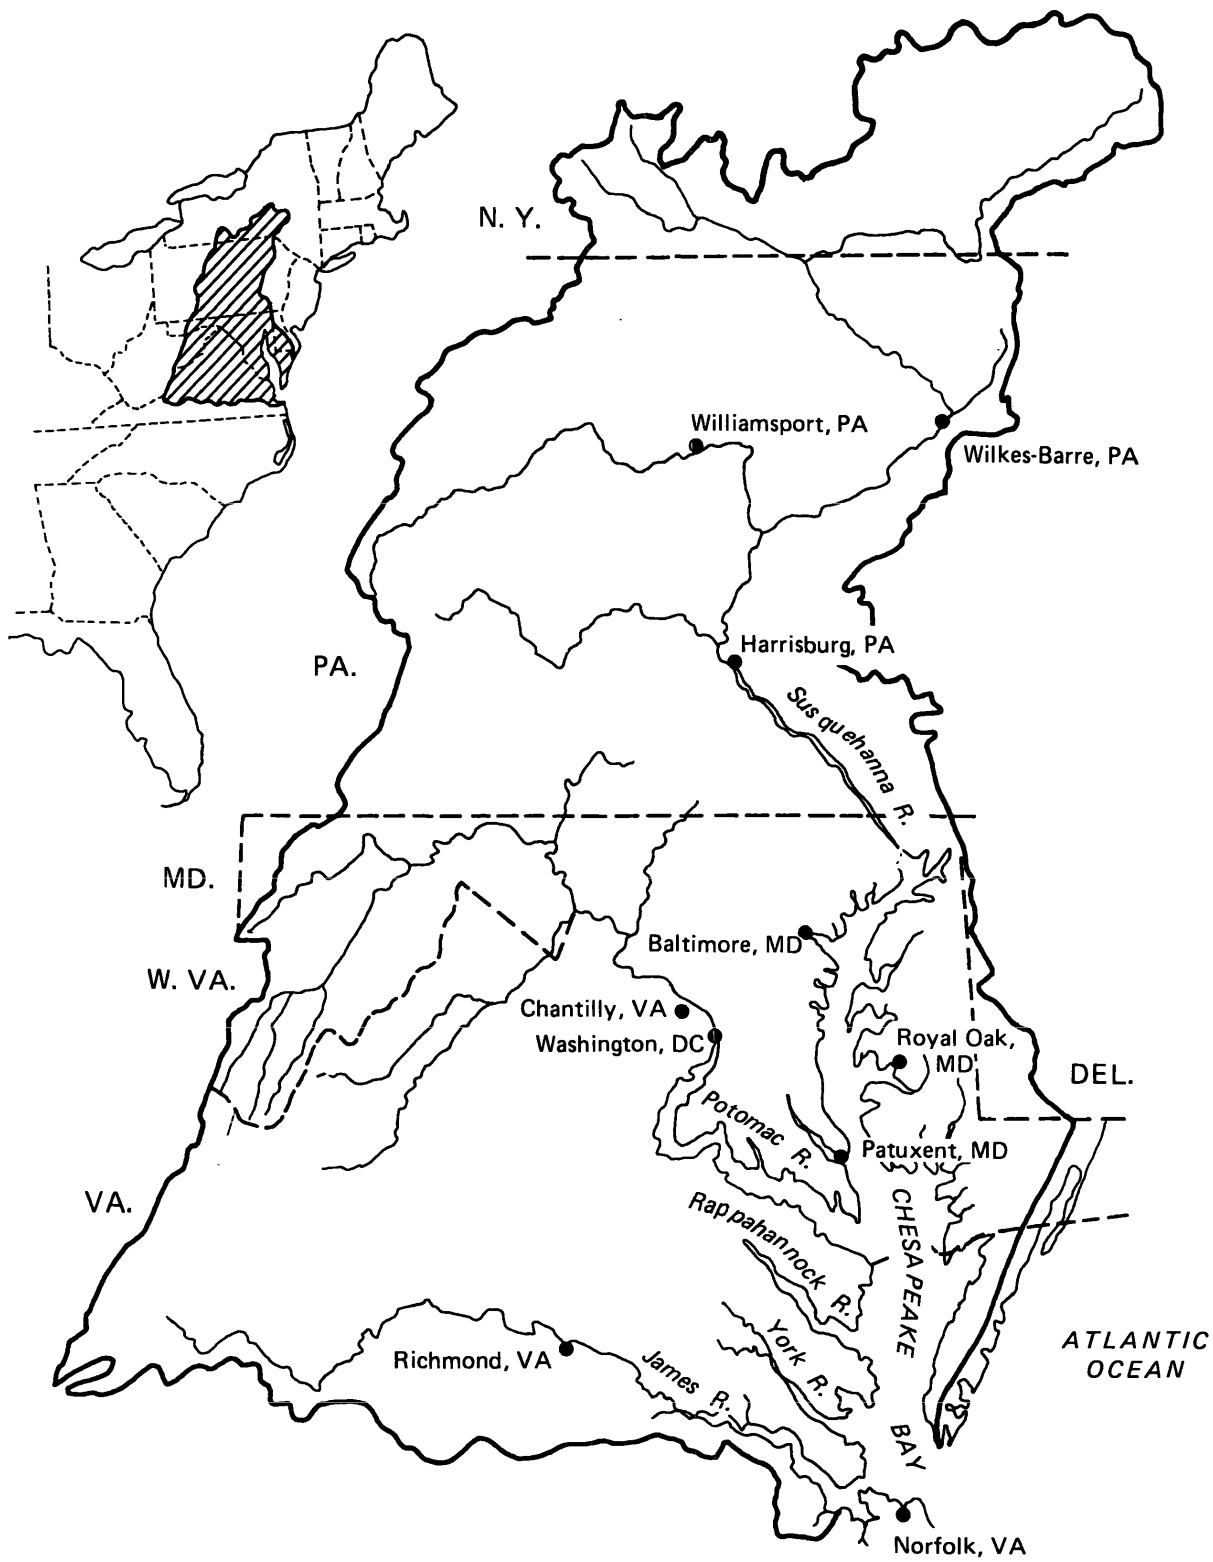 N. Y.
Williamsport, PA
Wilkes-Barre, PA
Harrisburg, PA
PA.
Susquehanna R.
MD.
Baltimore, MD
W. VA.
Chantilly, VA
Washington, DC
Royal Oak,
MD
DEL.
Potomac R.
Patuxent, MD
VA.
Rappahannock R.
CHESAPEAKE
BAY
York R.
ATLANTIC
OCEAN
Richmond, VA
James R.
Norfolk, VA